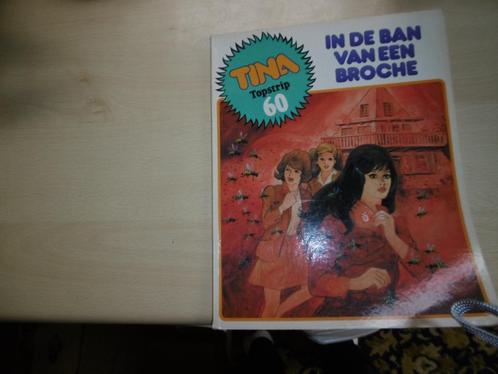 TINA
Topstrip
60
IN DE BAN
VAN EEN
BROCHE